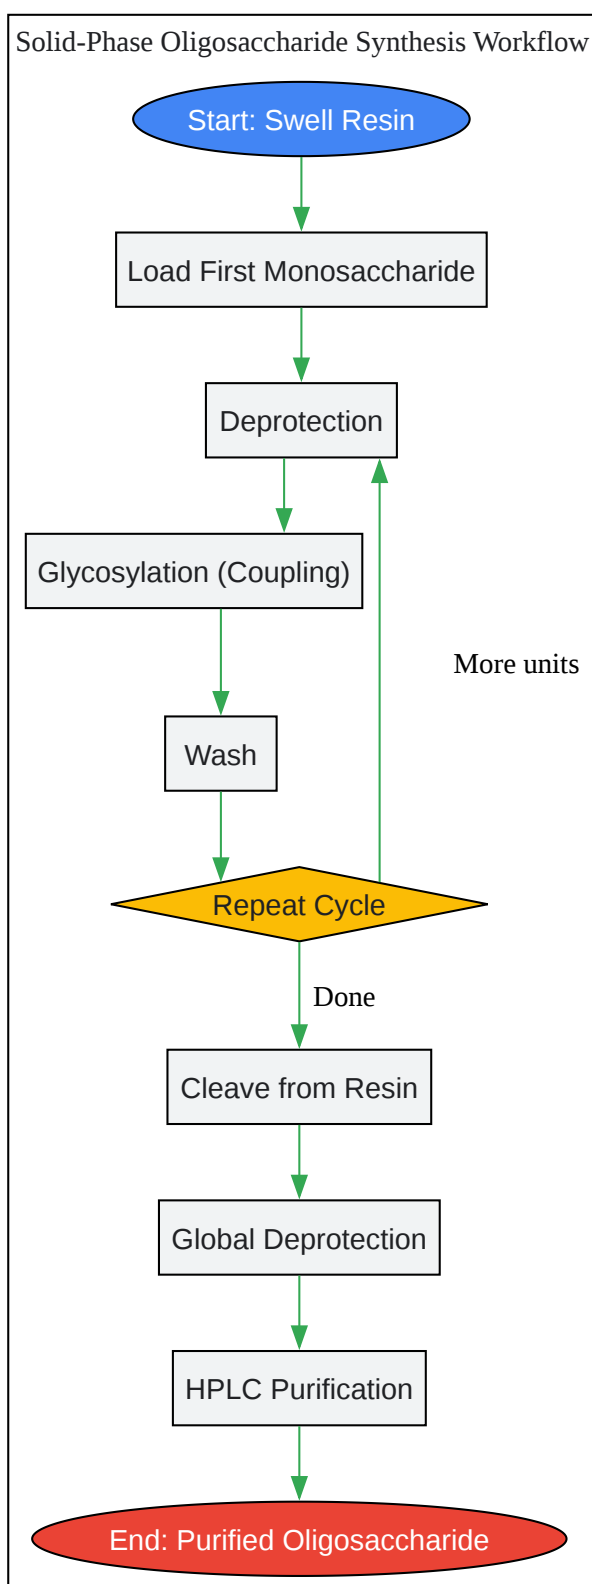 Solid-Phase Oligosaccharide Synthesis Workflow
Start: Swell Resin
Load First Monosaccharide
Deprotection
Glycosylation (Coupling)
More units
Wash
Repeat Cycle
Done
Cleave from Resin
Global Deprotection
HPLC Purification
End: Purified Oligosaccharide